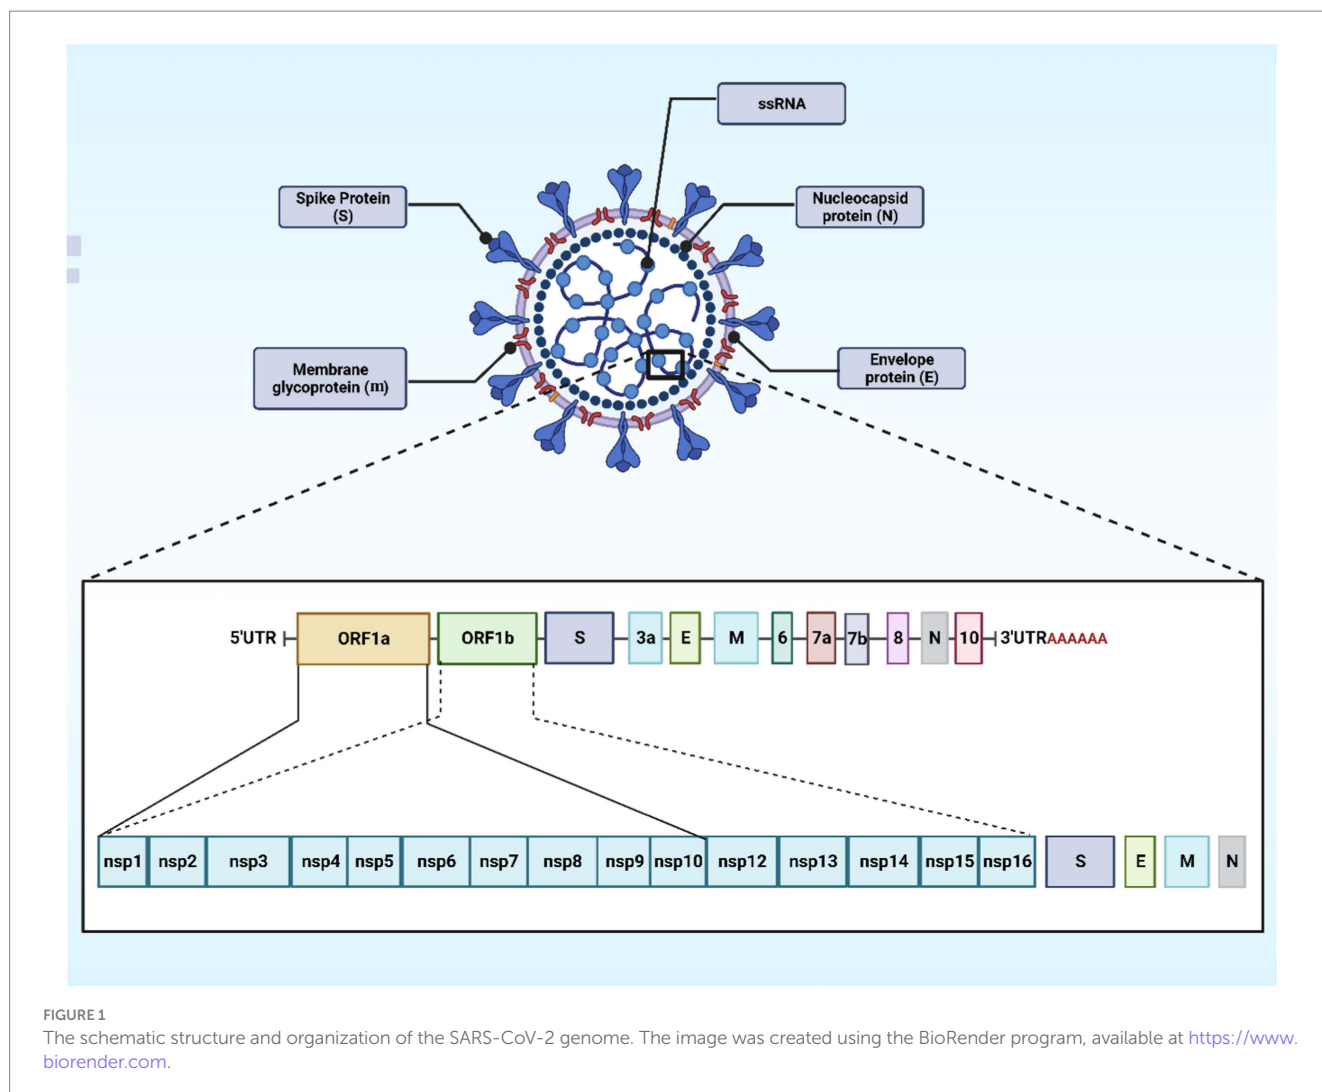 ssRNA
Spike Protein
(S)
Nucleocapsid
protein (N)
Membrane
glycoprotein (m)
Envelope
protein (E)
5'UTR ORF1a ORF1b S 3a E M 6 7a 7b 8 N 10 3'UTRAAAAAA
nsp1 nsp2 nsp3 nsp4 nsp5 nsp6 nsp7 nsp8 nsp9 nsp10 nsp12 nsp13 nsp14 nsp15 nsp16 S E M N
FIGURE 1
The schematic structure and organization of the SARS-CoV-2 genome. The image was created using the BioRender program, available at https://www.
biorender.com.